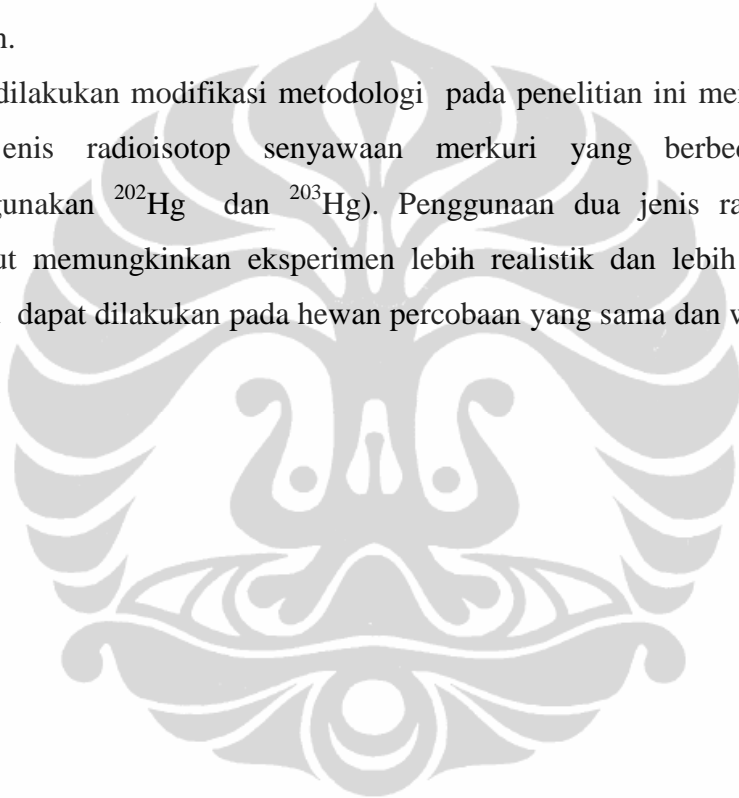 n.
dilakukan modifikasi metodologi pada penelitian ini me
enis radioisotop senyawaan merkuri yang berbe
gunakan ²⁰²Hg dan ²⁰³Hg). Penggunaan dua jenis ra
ut memungkinkan eksperimen lebih realistik dan lebih
dapat dilakukan pada hewan percobaan yang sama dan w